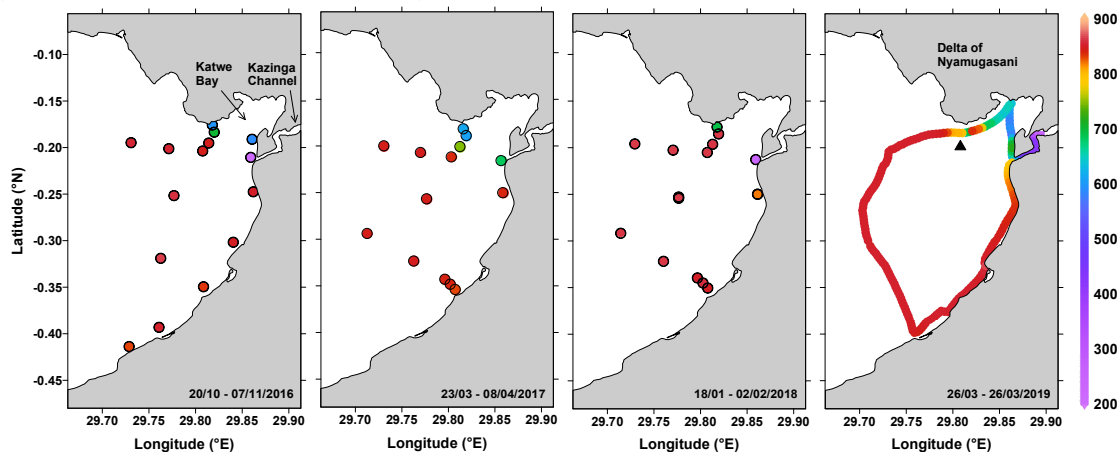 Latitude (°N)
-0.10
-0.15
-0.20
-0.25
-0.30
-0.35
-0.40
-0.45
Katwe
Bay
Kazinga
Channel
20/10 - 07/11/2016
29.70 29.75 29.80 29.85 29.90
Longitude (°E)
23/03 - 08/04/2017
29.70 29.75 29.80 29.85 29.90
Longitude (°E)
18/01 - 02/02/2018
29.70 29.75 29.80 29.85 29.90
Longitude (°E)
Delta of
Nyamugasani
26/03 - 26/03/2019
29.70 29.75 29.80 29.85 29.90
Longitude (°E)
900
800
700
600
500
400
300
200